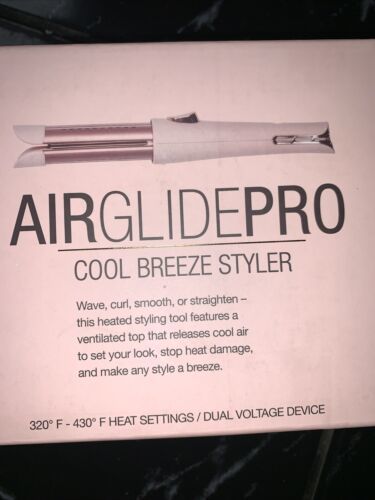 AIRGLIDEPRO
COOL BREEZE STYLER
Wave, curl, smooth, or straighten –
this heated styling tool features a
ventilated top that releases cool air
to set your look, stop heat damage,
and make any style a breeze.
320° F - 430° F HEAT SETTINGS / DUAL VOLTAGE DEVICE